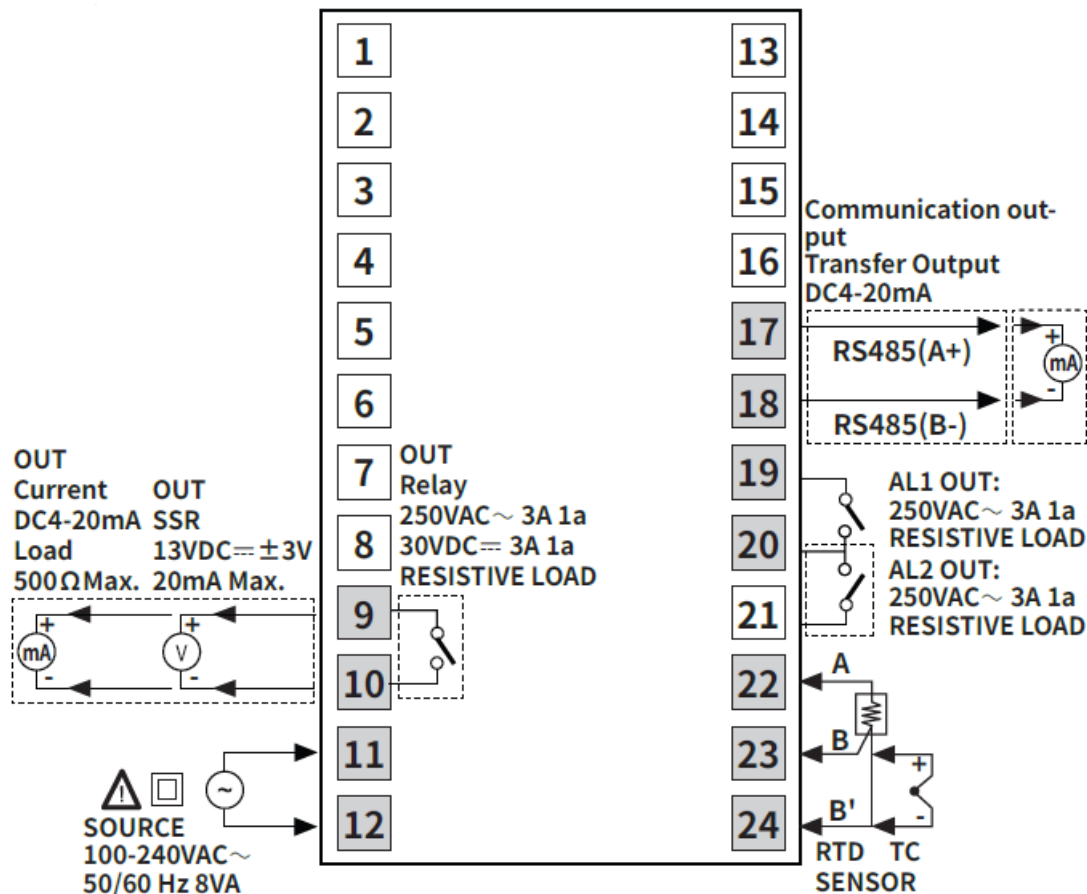 1
2
3
4
5
6
7
8
9
10
11
12
13
14
15
16
17
18
19
20
21
22
23
24
Communication out-
put
Transfer Output
DC4-20mA
RS485(A+)
RS485(B-)
+
mA
-
OUT
Current
DC4-20mA
Load
500ΩMax.
OUT
SSR
13VDC⎓±3V
20mA Max.
+
mA
-
+
V
-
OUT
Relay
250VAC～ 3A 1a
30VDC⎓ 3A 1a
RESISTIVE LOAD
AL1 OUT:
250VAC～ 3A 1a
RESISTIVE LOAD
AL2 OUT:
250VAC～ 3A 1a
RESISTIVE LOAD
A
B
B'
+
-
RTD TC
SENSOR
~
SOURCE
100-240VAC～
50/60 Hz 8VA